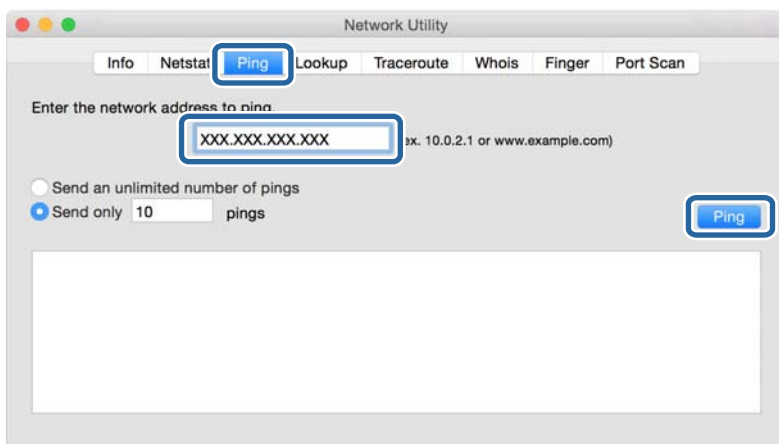 Network Utility
Info Netstat Ping Lookup Traceroute Whois Finger Port Scan
Enter the network address to ping.
XXX.XXX.XXX.XXX ex. 10.0.2.1 or www.example.com)
Send an unlimited number of pings
Send only 10 pings
Ping